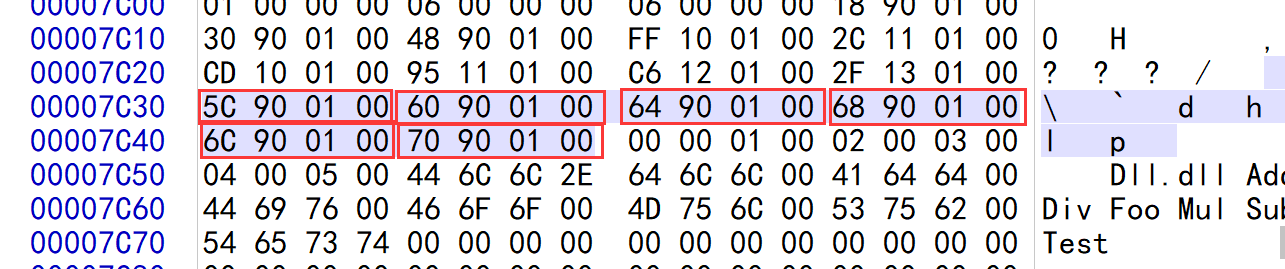 00007C00 01 00 00 00 06 00 00 00 06 00 00 00 18 90 01 00
00007C10 30 90 01 00 48 90 01 00 FF 10 01 00 2C 11 01 00 0 H ,
00007C20 CD 10 01 00 95 11 01 00 C6 12 01 00 2F 13 01 00 ? ? ? /
00007C30 5C 90 01 00 60 90 01 00 64 90 01 00 68 90 01 00 \ ` d h
00007C40 6C 90 01 00 70 90 01 00 00 00 01 00 02 00 03 00 l p
00007C50 04 00 05 00 44 6C 6C 2E 64 6C 6C 00 41 64 64 00 Dll.dll Add
00007C60 44 69 76 00 46 6F 6F 00 4D 75 6C 00 53 75 62 00 Div Foo Mul Sub
00007C70 54 65 73 74 00 00 00 00 00 00 00 00 00 00 00 00 Test